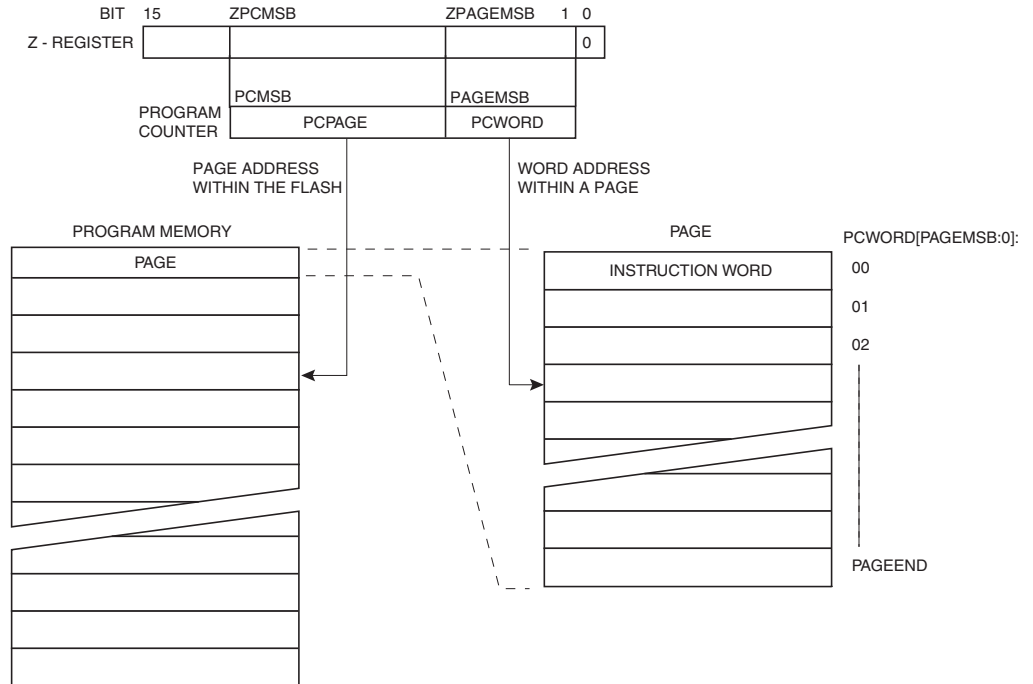 BIT 15 ZPCMSB ZPAGEMSB 1 0
Z - REGISTER 0
PCMSB PAGEMSB
PROGRAM
COUNTER
PCPAGE PCWORD
PAGE ADDRESS
WITHIN THE FLASH
WORD ADDRESS
WITHIN A PAGE
PROGRAM MEMORY PAGE PCWORD[PAGEMSB:0]:
PAGE INSTRUCTION WORD 00
01
02
PAGEEND